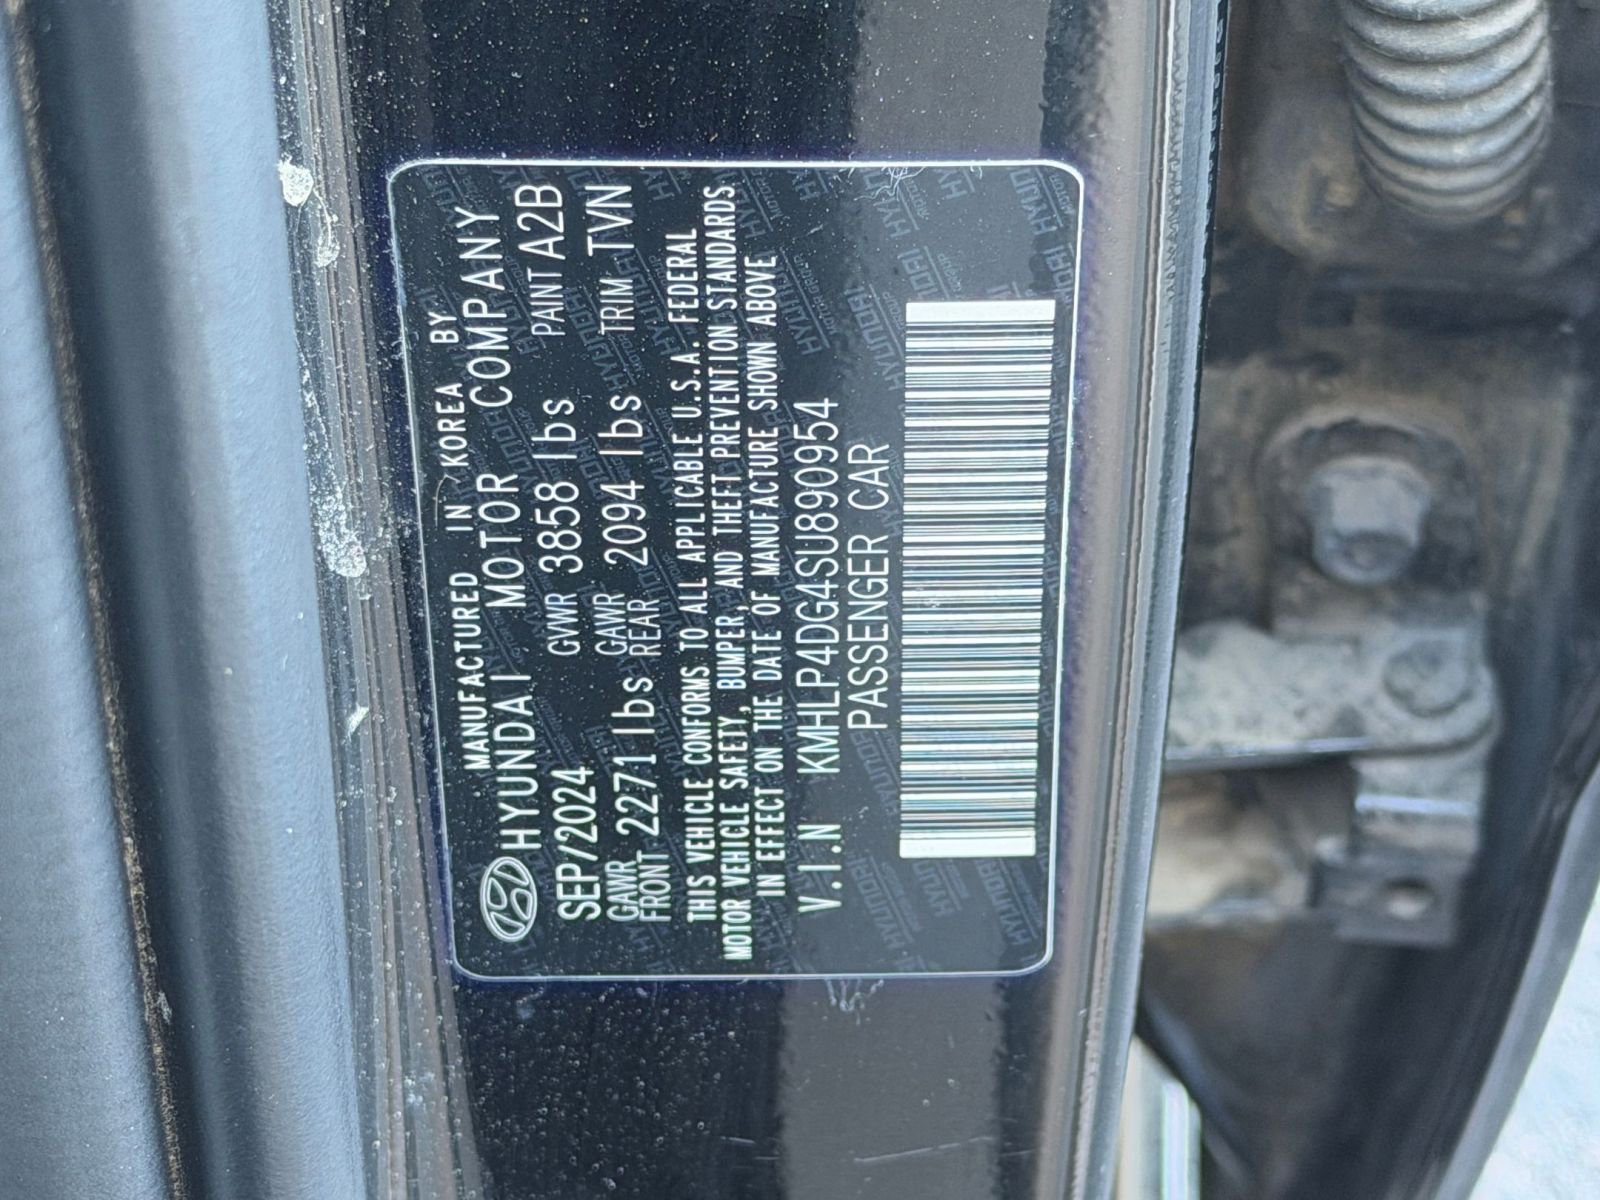 MANUFACTURED IN KOREA BY
HYUNDAI MOTOR COMPANY
SEP/2024 GVWR 3858 lbs PAINT A2B
GAWR FRONT 2271 lbs GAWR REAR 2094 lbs TRIM TVN
THIS VEHICLE CONFORMS TO ALL APPLICABLE U.S.A. FEDERAL
MOTOR VEHICLE SAFETY, BUMPER, AND THEFT PREVENTION STANDARDS
IN EFFECT ON THE DATE OF MANUFACTURE SHOWN ABOVE
V.I.N KMHLP4DG4SU890954
PASSENGER CAR